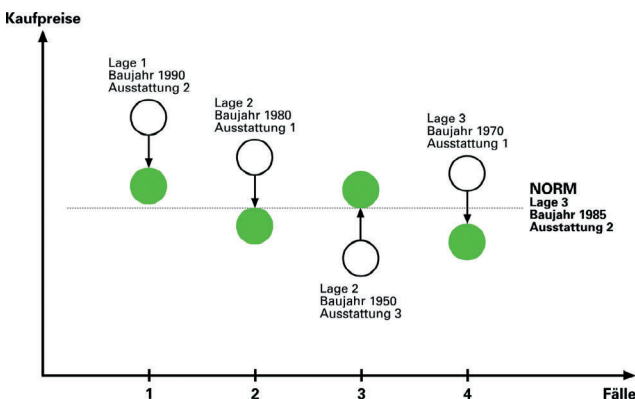 Kaufpreise
Lage 1
Baujahr 1990
Ausstattung 2
Lage 2
Baujahr 1980
Ausstattung 1
Lage 3
Baujahr 1970
Ausstattung 1
NORM
Lage 3
Baujahr 1985
Ausstattung 2
Lage 2
Baujahr 1950
Ausstattung 3
1 2 3 4 Fälle